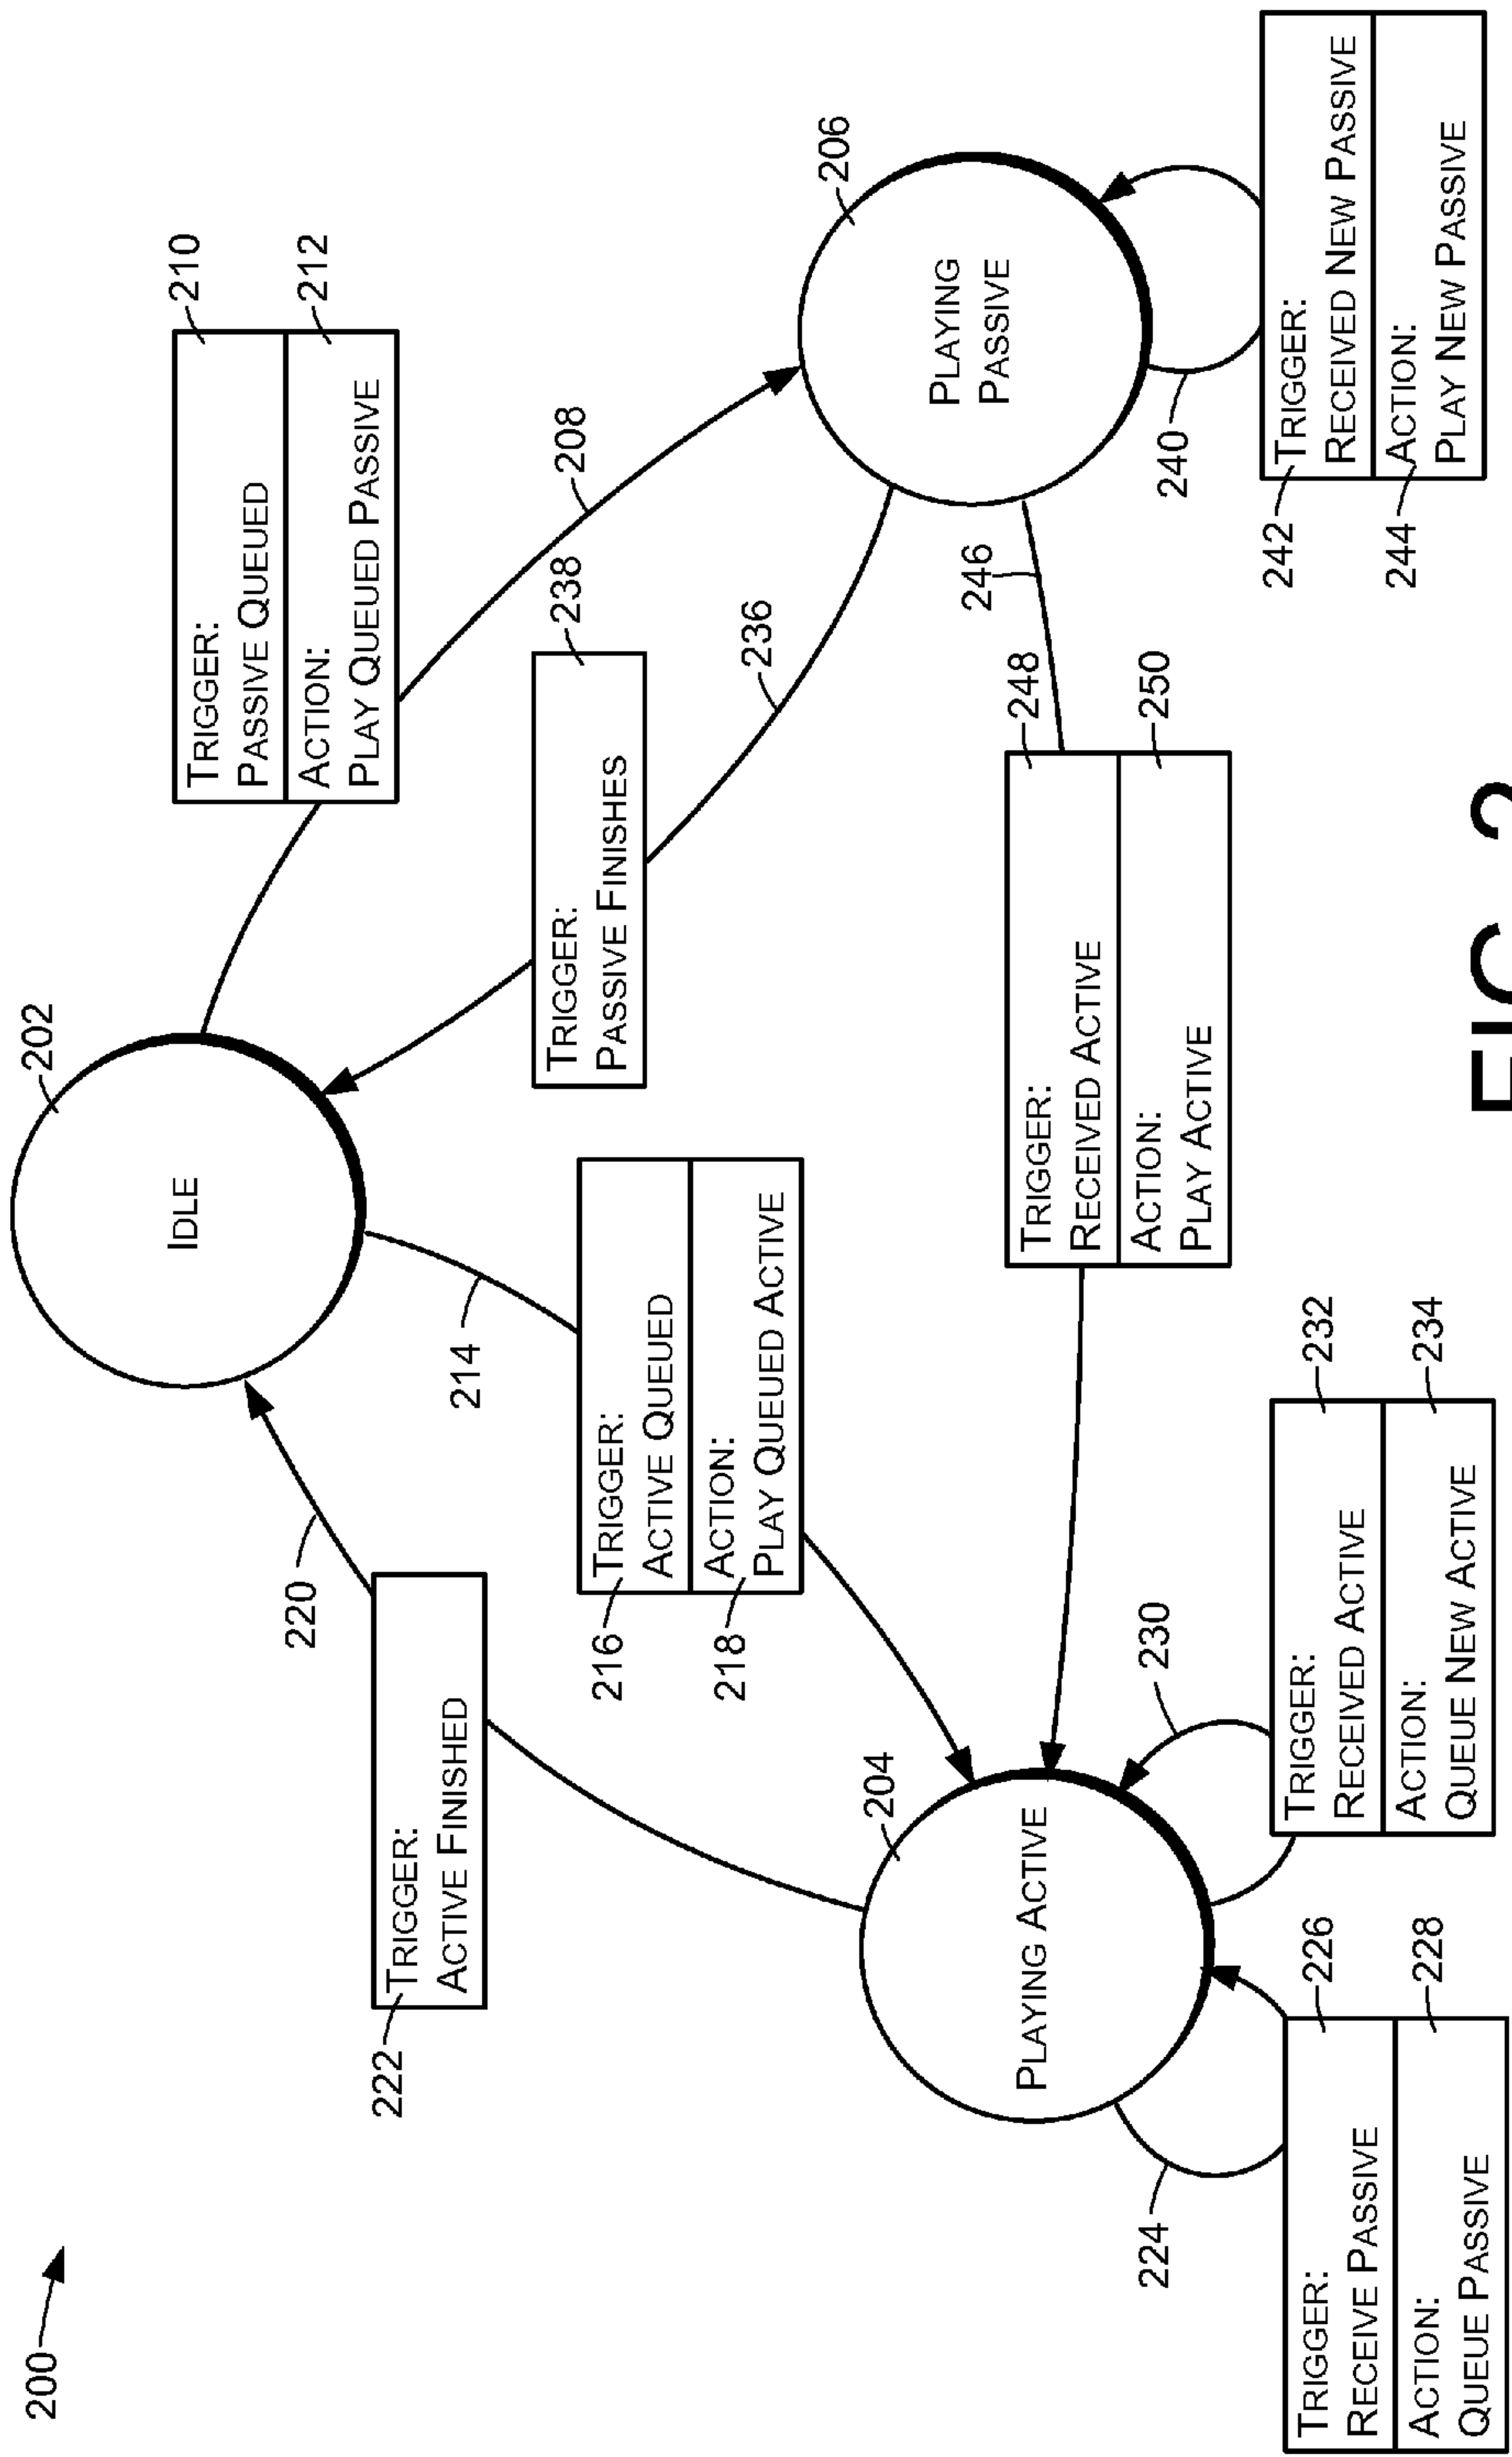 200
202
IDLE
TRIGGER:
PASSIVE QUEUED
210
ACTION:
PLAY QUEUED PASSIVE
212
208
206
PLAYING
PASSIVE
TRIGGER:
PASSIVE FINISHES
238
236
220
214
222
TRIGGER:
ACTIVE FINISHED
216
TRIGGER:
ACTIVE QUEUED
218
ACTION:
PLAY QUEUED ACTIVE
204
PLAYING ACTIVE
246
TRIGGER:
RECEIVED ACTIVE
248
ACTION:
PLAY ACTIVE
250
240
242
TRIGGER:
RECEIVED NEW PASSIVE
244
ACTION:
PLAY NEW PASSIVE
224
TRIGGER:
RECEIVE PASSIVE
226
ACTION:
QUEUE PASSIVE
228
230
TRIGGER:
RECEIVED ACTIVE
232
ACTION:
QUEUE NEW ACTIVE
234